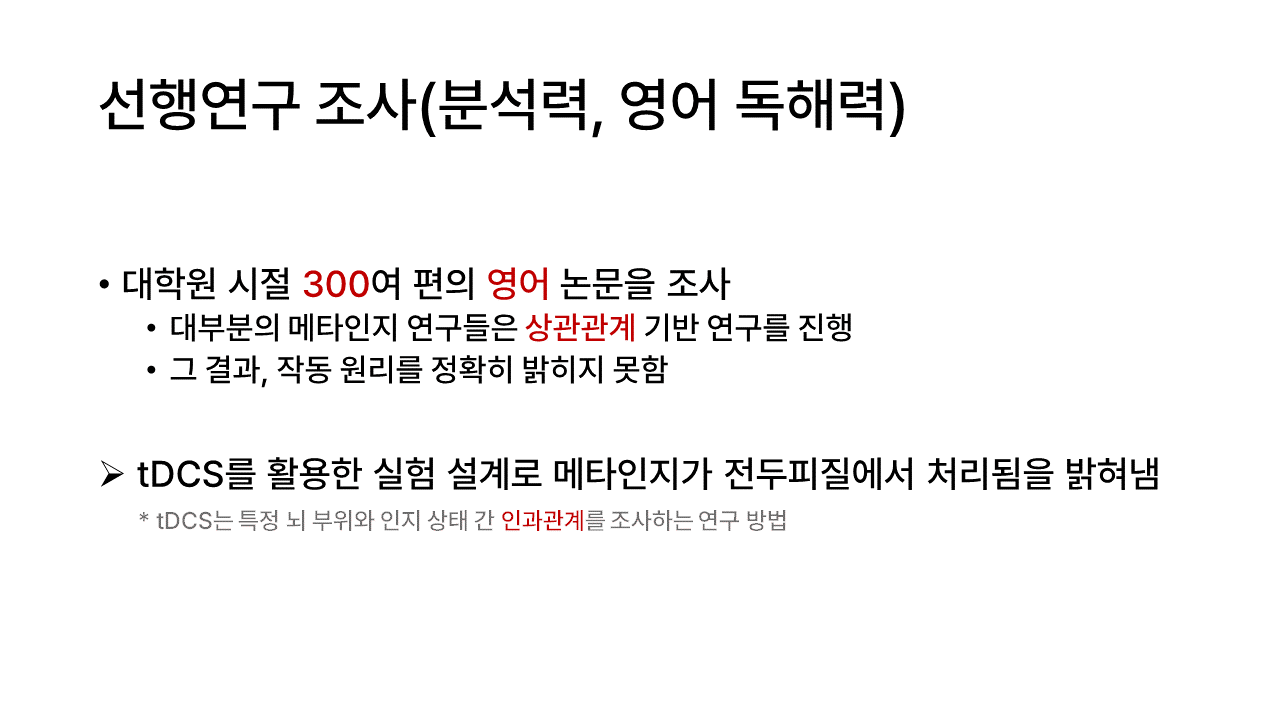 선행연구 조사(분석력, 영어 독해력)
• 대학원 시절 300여 편의 영어 논문을 조사
• 대부분의 메타인지 연구들은 상관관계 기반 연구를 진행
• 그 결과, 작동 원리를 정확히 밝히지 못함
➢ tDCS를 활용한 실험 설계로 메타인지가 전두피질에서 처리됨을 밝혀냄
* tDCS는 특정 뇌 부위와 인지 상태 간 인과관계를 조사하는 연구 방법